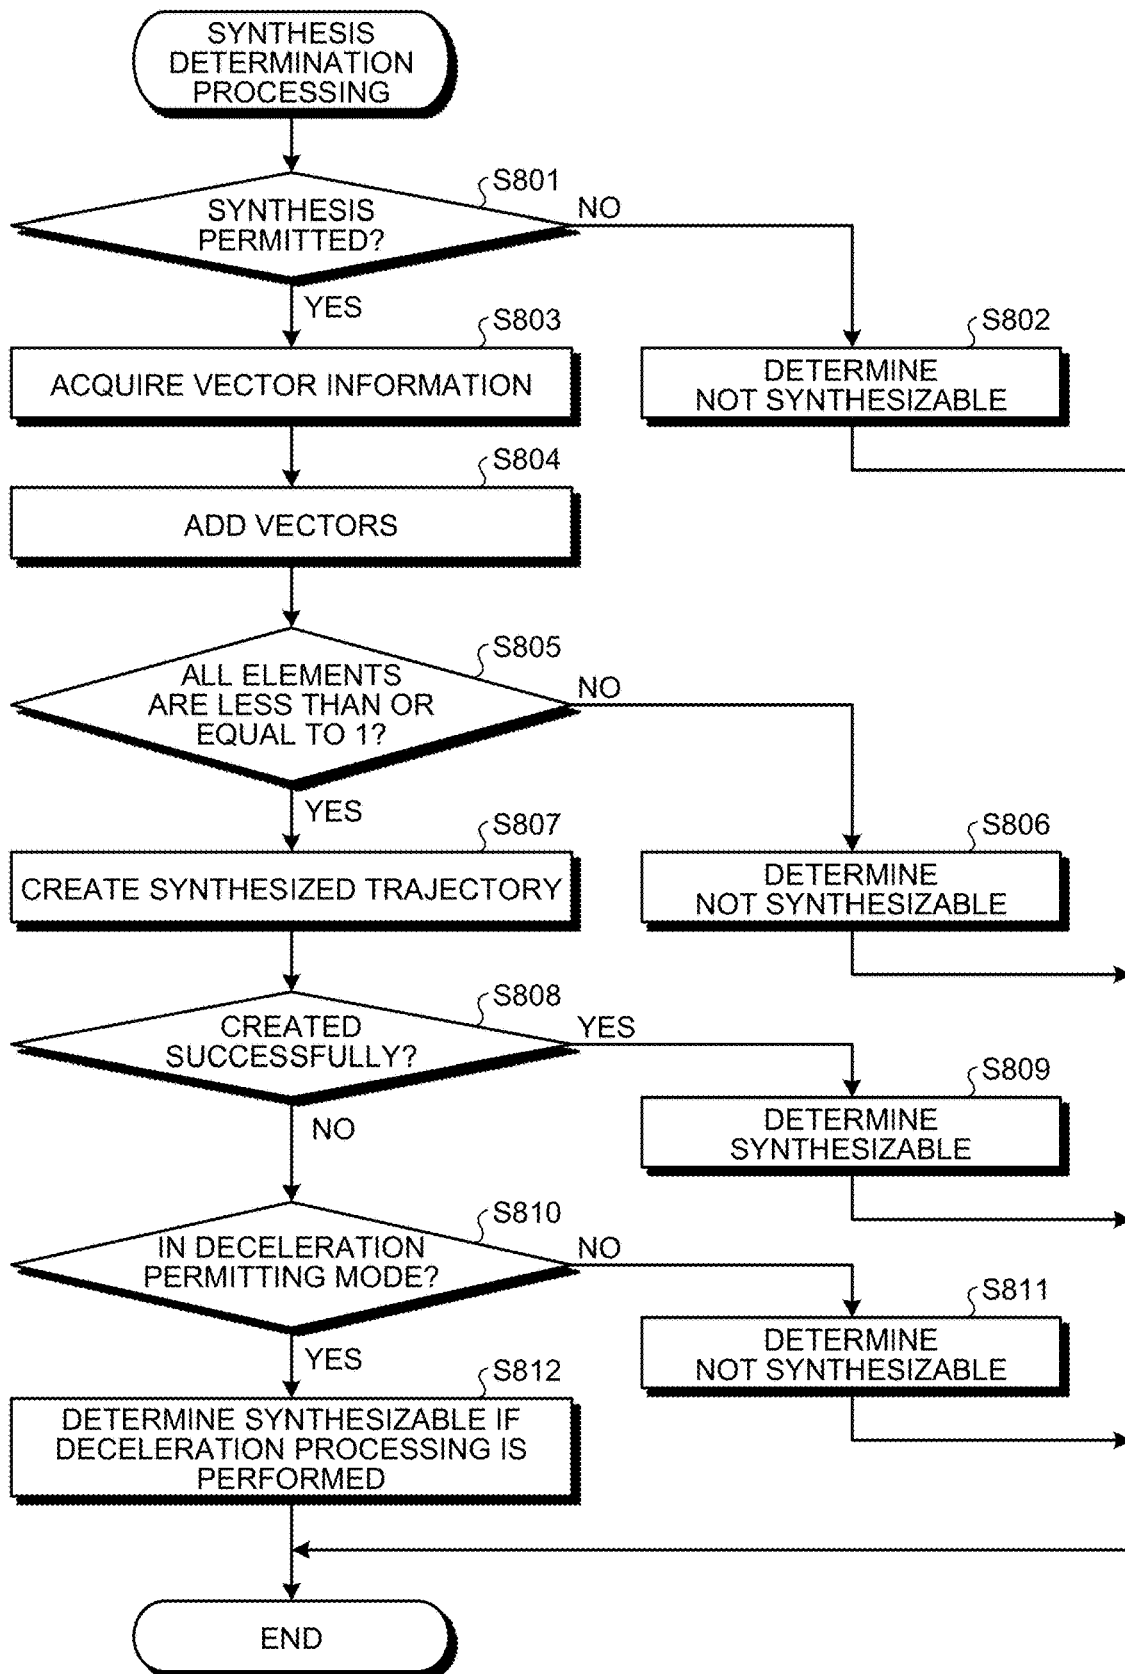 SYNTHESIS
DETERMINATION
PROCESSING
S801
SYNTHESIS
PERMITTED?
NO
YES
S803
ACQUIRE VECTOR INFORMATION
S802
DETERMINE
NOT SYNTHESIZABLE
S804
ADD VECTORS
S805
ALL ELEMENTS
ARE LESS THAN OR
EQUAL TO 1?
NO
YES
S807
CREATE SYNTHESIZED TRAJECTORY
S806
DETERMINE
NOT SYNTHESIZABLE
S808
CREATED
SUCCESSFULLY?
YES
NO
S809
DETERMINE
SYNTHESIZABLE
S810
IN DECELERATION
PERMITTING MODE?
NO
YES
S811
DETERMINE
NOT SYNTHESIZABLE
S812
DETERMINE SYNTHESIZABLE IF
DECELERATION PROCESSING IS
PERFORMED
END